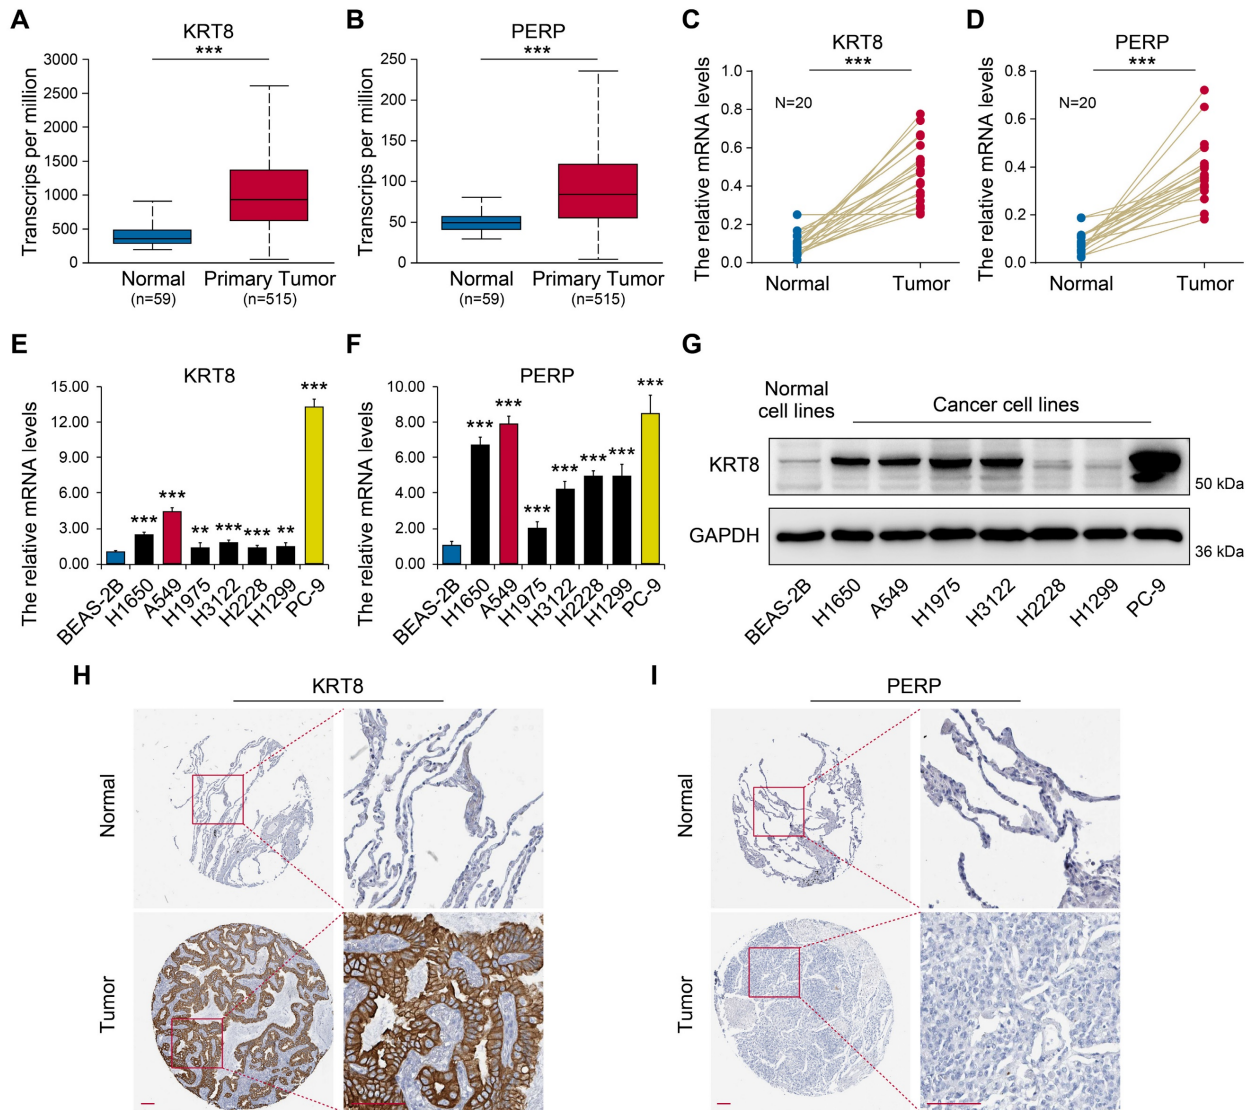 A
KRT8
***
Transcrips per million
3000
2500
2000
1500
1000
500
0
Normal
(n=59)
Primary Tumor
(n=515)
B
PERP
***
Transcrips per million
250
200
150
100
50
0
Normal
(n=59)
Primary Tumor
(n=515)
C
KRT8
***
N=20
The relative mRNA levels
1.0
0.8
0.6
0.4
0.2
0.0
Normal
Tumor
D
PERP
***
N=20
The relative mRNA levels
0.8
0.6
0.4
0.2
0.0
Normal
Tumor
E
KRT8
The relative mRNA levels
15.00
12.00
9.00
6.00
3.00
0.00
***
***
**
***
***
**
***
BEAS-2B
H1650
A549
H1975
H3122
H2228
H1299
PC-9
F
PERP
The relative mRNA levels
10.00
8.00
6.00
4.00
2.00
0.00
***
***
***
***
***
***
***
BEAS-2B
H1650
A549
H1975
H3122
H2228
H1299
PC-9
G
Normal
cell lines
Cancer cell lines
KRT8
50 kDa
GAPDH
36 kDa
BEAS-2B
H1650
A549
H1975
H3122
H2228
H1299
PC-9
H
KRT8
Normal
Tumor
I
PERP
Normal
Tumor